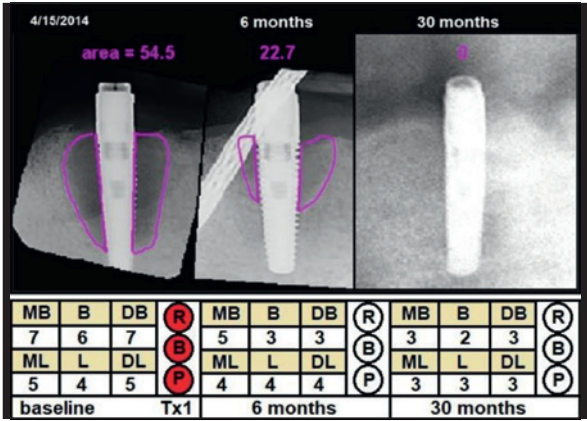 4/15/2014 6 months 30 months
area = 54.5 22.7 0
MB B DB R MB B DB R MB B DB R
7 6 7 5 3 3 3 2 3
B B B
ML L DL ML L DL ML L DL
5 4 5 P 4 4 4 P 3 3 3 P
baseline Tx1 6 months 30 months